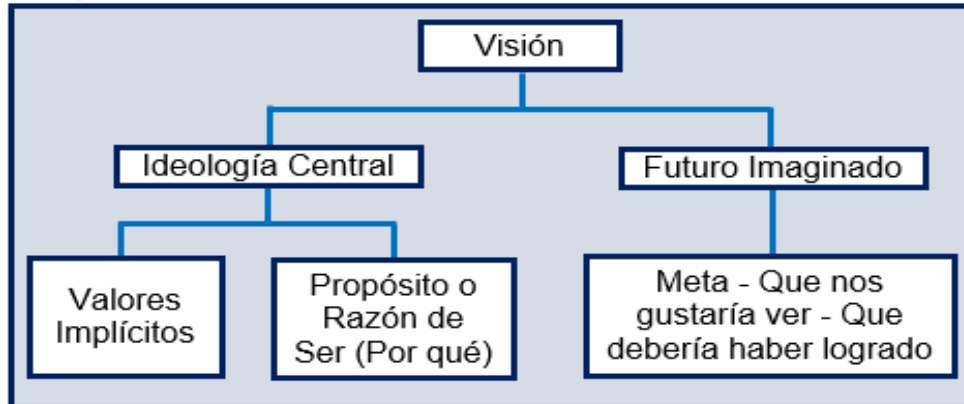 Visión
Ideología Central
Futuro Imaginado
Valores
Implícitos
Propósito o
Razón de
Ser (Por qué)
Meta - Que nos
gustaría ver - Que
debería haber logrado